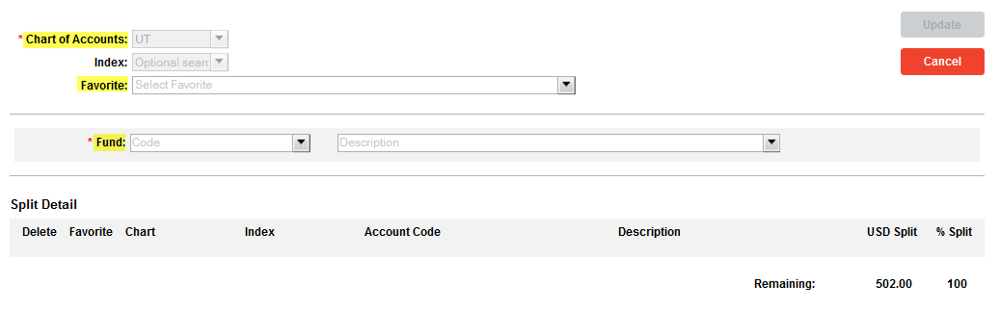 Update
* Chart of Accounts: UT
Index: Optional searc
Cancel
Favorite: Select Favorite
* Fund: Code Description
Split Detail
Delete Favorite Chart Index Account Code Description USD Split % Split
Remaining: 502.00 100